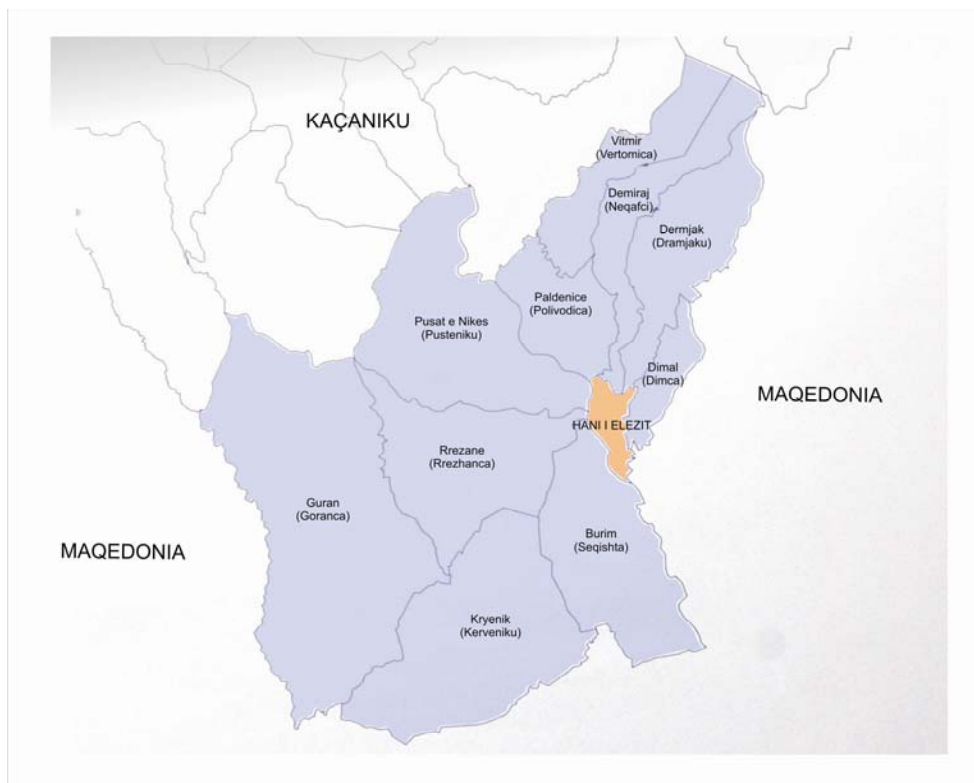 KAÇANIKU
Vitmir
(Vertomica)
Demiraj
(Neqafci)
Dermjak
(Dramjaku)
Paldenice
(Polivodica)
Pusat e Nikes
(Pusteniku)
Dimal
(Dimca)
MAQEDONIA
HANI I ELEZIT
Rrezane
(Rrezhanca)
Guran
(Goranca)
Burim
(Seqishta)
MAQEDONIA
Kryenik
(Kerveniku)